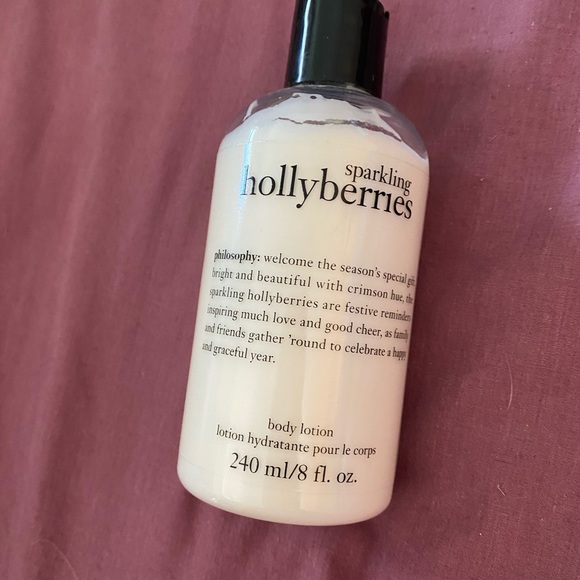 sparkling
hollyberries
philosophy: welcome the season's special gift,
bright and beautiful with crimson hue, the
sparkling hollyberries are festive reminders
inspiring much love and good cheer, as family
and friends gather 'round to celebrate a happy
and graceful year.
body lotion
lotion hydratante pour le corps
240 ml/8 fl. oz.